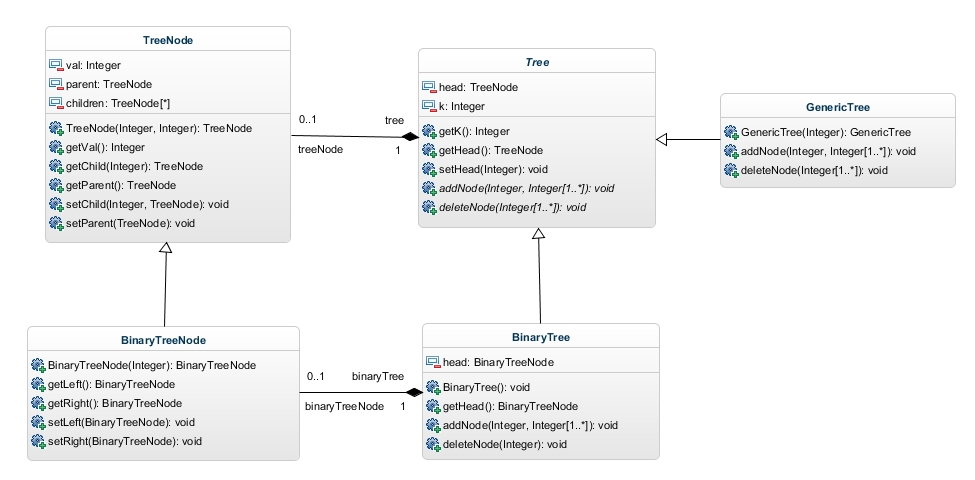 TreeNode
val: Integer
parent: TreeNode
children: TreeNode[*]
TreeNode(Integer, Integer): TreeNode
getVal(): Integer
getChild(Integer): TreeNode
getParent(): TreeNode
setChild(Integer, TreeNode): void
setParent(TreeNode): void
0..1
tree
treeNode
1
Tree
head: TreeNode
k: Integer
getK(): Integer
getHead(): TreeNode
setHead(Integer): void
addNode(Integer, Integer[1..*]): void
deleteNode(Integer[1..*]): void
GenericTree
GenericTree(Integer): GenericTree
addNode(Integer, Integer[1..*]): void
deleteNode(Integer[1..*]): void
BinaryTreeNode
BinaryTreeNode(Integer): BinaryTreeNode
getLeft(): BinaryTreeNode
getRight(): BinaryTreeNode
setLeft(BinaryTreeNode): void
setRight(BinaryTreeNode): void
0..1
binaryTree
binaryTreeNode
1
BinaryTree
head: BinaryTreeNode
BinaryTree(): void
getHead(): BinaryTreeNode
addNode(Integer, Integer[1..*]): void
deleteNode(Integer): void